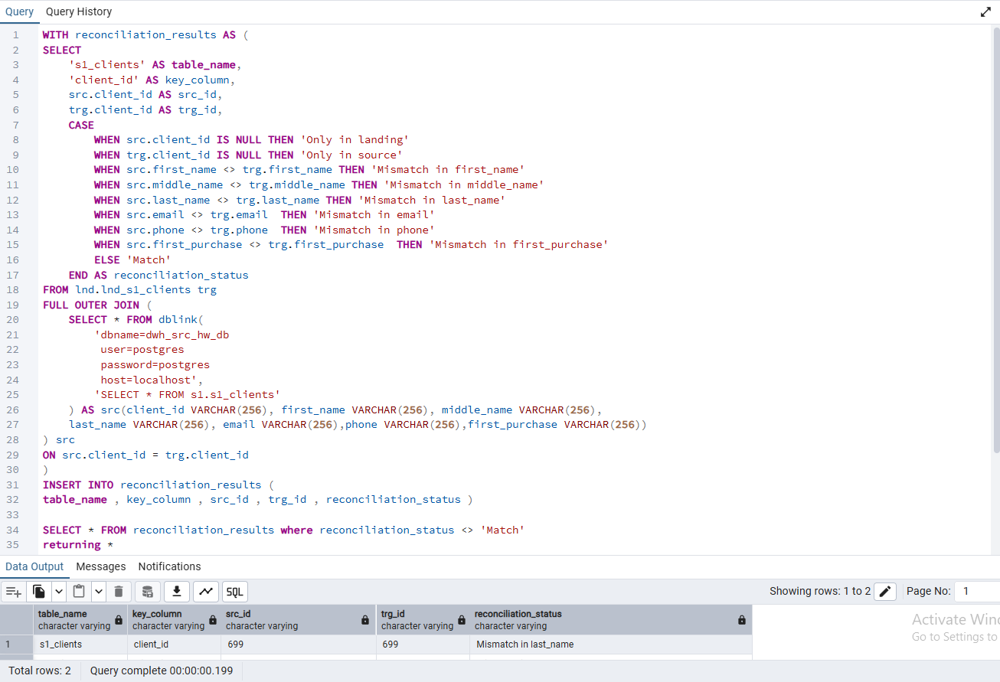 Query Query History
1 WITH reconciliation_results AS (
2 SELECT
3 's1_clients' AS table_name,
4 'client_id' AS key_column,
5 src.client_id AS src_id,
6 trg.client_id AS trg_id,
7 CASE
8 WHEN src.client_id IS NULL THEN 'Only in landing'
9 WHEN trg.client_id IS NULL THEN 'Only in source'
10 WHEN src.first_name <> trg.first_name THEN 'Mismatch in first_name'
11 WHEN src.middle_name <> trg.middle_name THEN 'Mismatch in middle_name'
12 WHEN src.last_name <> trg.last_name THEN 'Mismatch in last_name'
13 WHEN src.email <> trg.email  THEN 'Mismatch in email'
14 WHEN src.phone <> trg.phone  THEN 'Mismatch in phone'
15 WHEN src.first_purchase <> trg.first_purchase  THEN 'Mismatch in first_purchase'
16 ELSE 'Match'
17 END AS reconciliation_status
18 FROM lnd.lnd_s1_clients trg
19 FULL OUTER JOIN (
20 SELECT * FROM dblink(
21 'dbname=dwh_src_hw_db
22 user=postgres
23 password=postgres
24 host=localhost',
25 'SELECT * FROM s1.s1_clients'
26 ) AS src(client_id VARCHAR(256), first_name VARCHAR(256), middle_name VARCHAR(256),
27 last_name VARCHAR(256), email VARCHAR(256),phone VARCHAR(256),first_purchase VARCHAR(256))
28 ) src
29 ON src.client_id = trg.client_id
30 )
31 INSERT INTO reconciliation_results (
32 table_name , key_column , src_id , trg_id , reconciliation_status )
33
34 SELECT * FROM reconciliation_results where reconciliation_status <> 'Match'
35 returning *
Data Output Messages Notifications
SQL Showing rows: 1 to 2 Page No: 1
table_name key_column src_id trg_id reconciliation_status
character varying character varying character varying character varying character varying
1 s1_clients client_id 699 699 Mismatch in last_name
Activate Win
Go to Settings to
Total rows: 2 Query complete 00:00:00.199